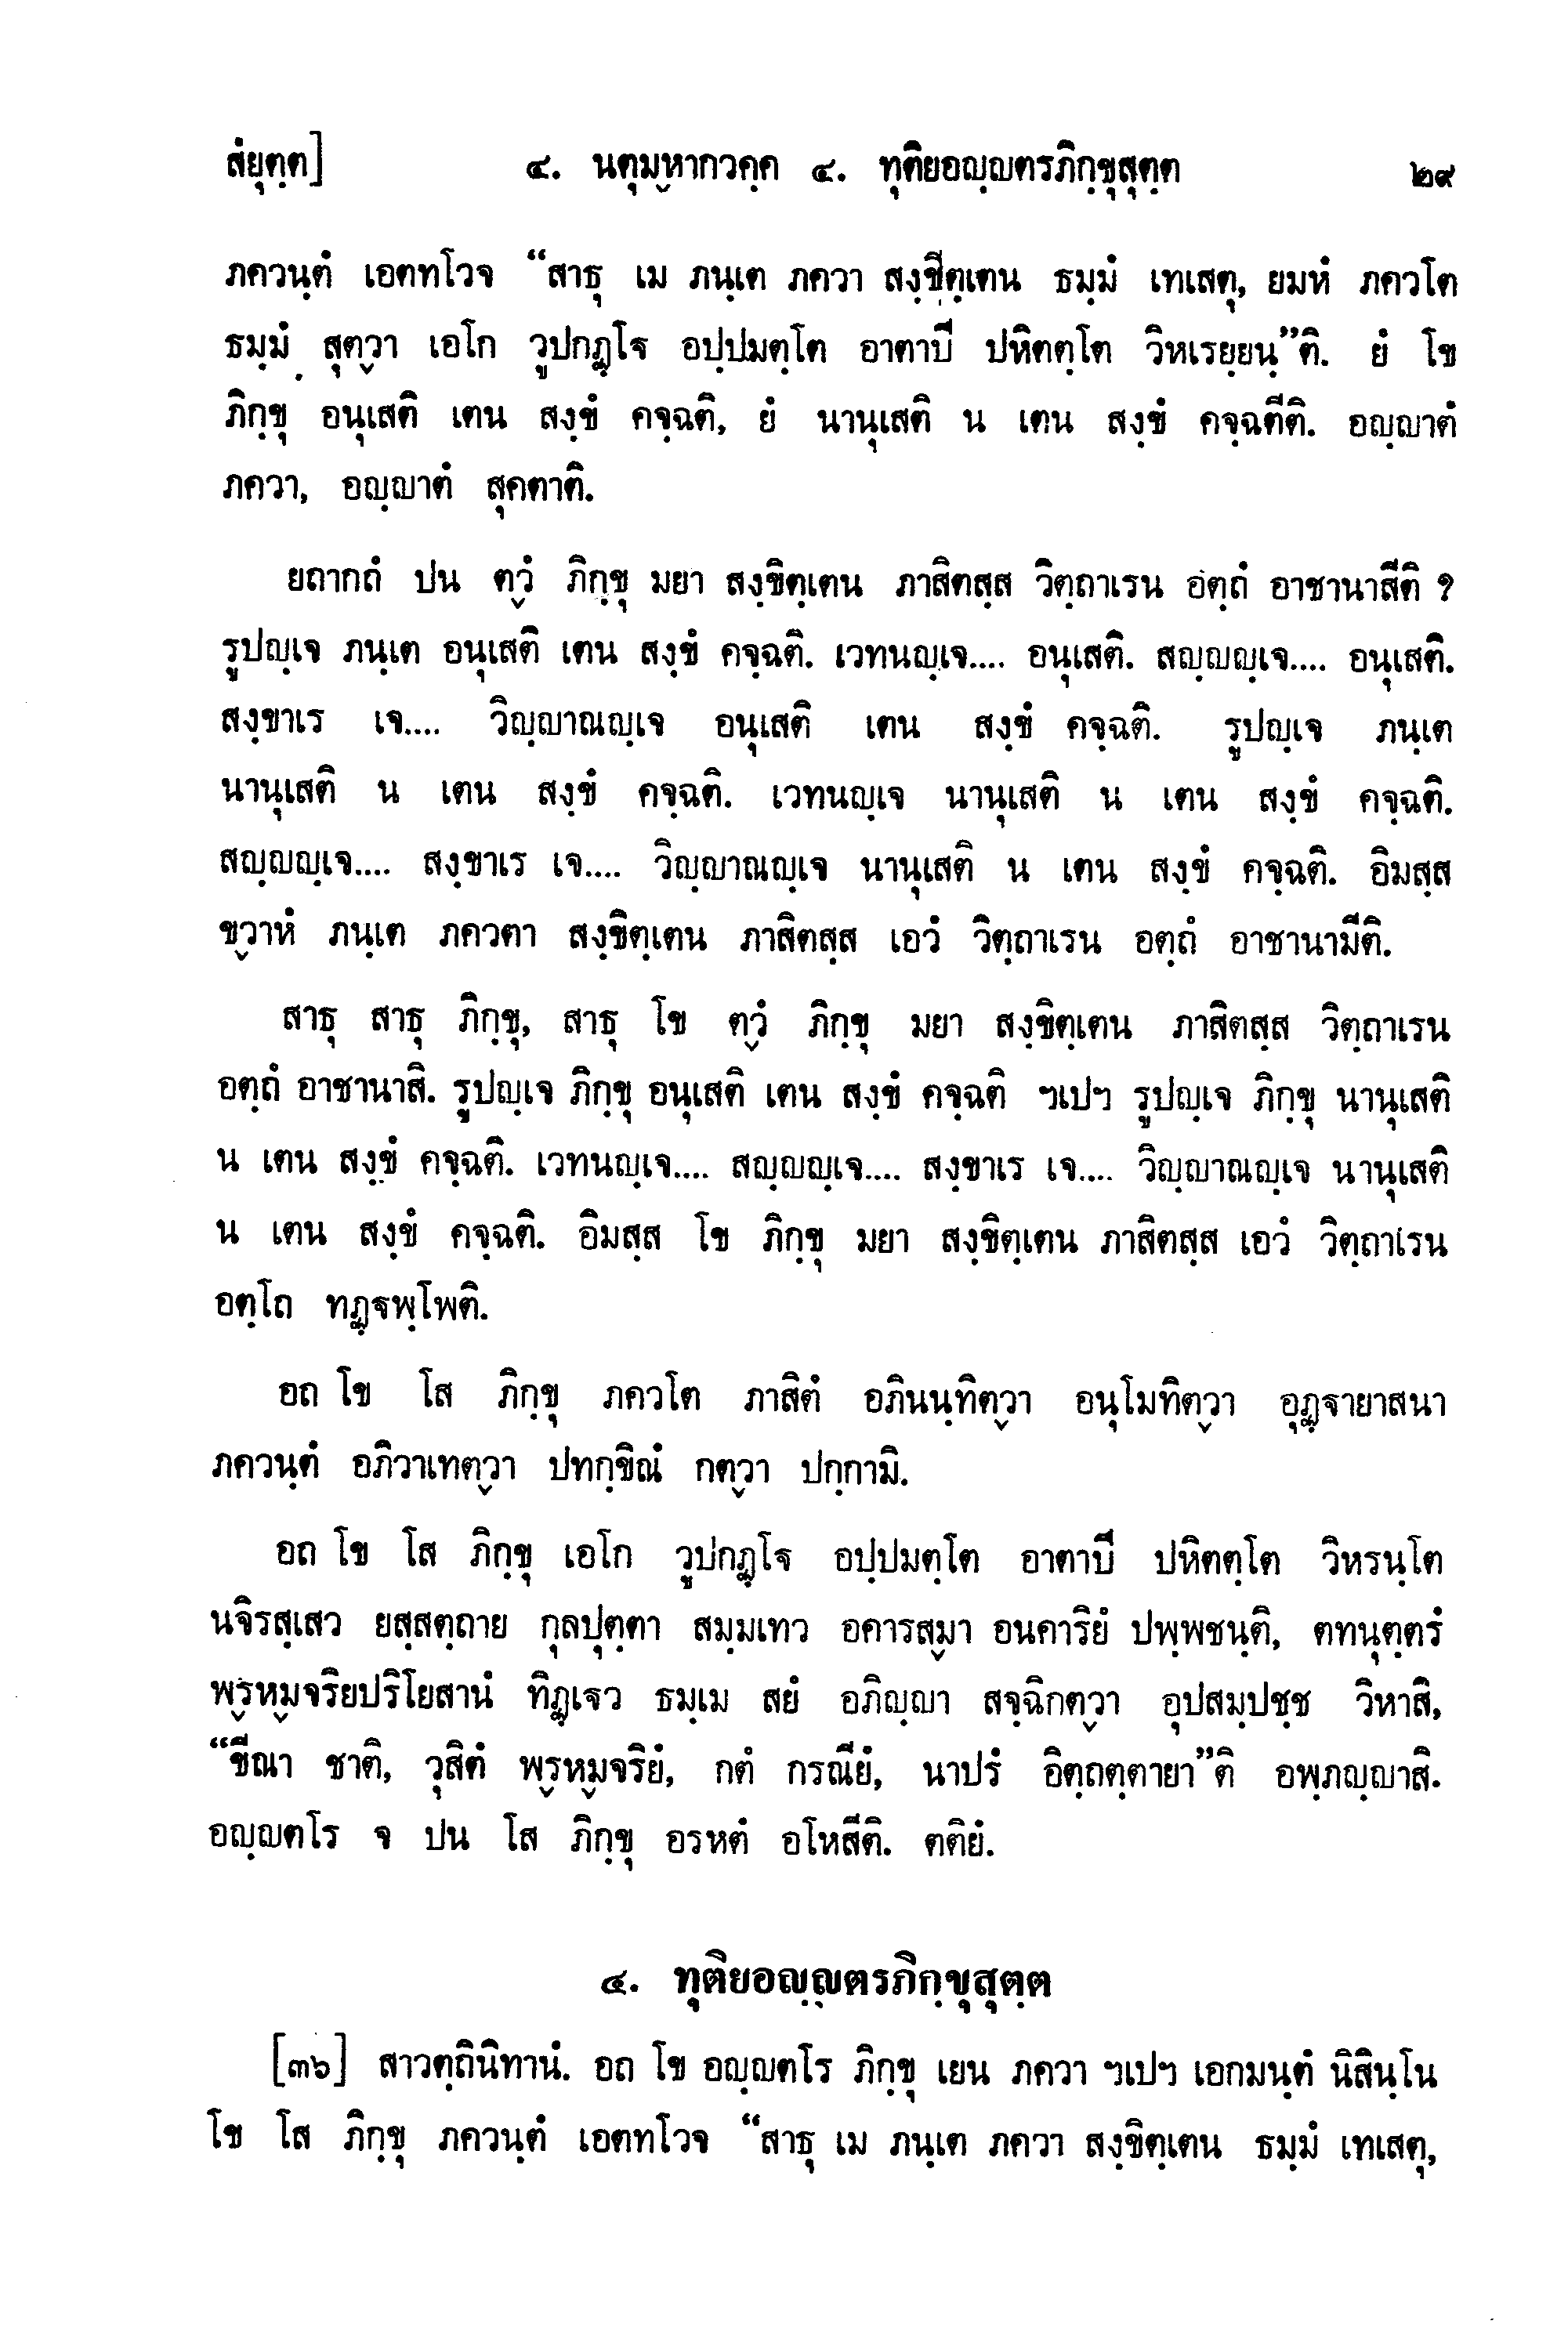 สํยุตฺต]	๔. นตุมฺหากวคฺค ๔. ทุติยอญฺญตรภิกฺขุสุตฺต	๒๙
ภควนฺตํ เอตทโวจ “สาธุ เม ภนฺเต ภควา สงฺขิตฺเตน ธมฺมํ เทเสตุ, ยมหํ ภควโต
ธมฺมํ สุตฺวา เอโก วูปกฏฺโฐ อปฺปมตฺโต อาตาปี ปหิตตฺโต วิหเรยฺยนฺ”ติ. ยํ โข
ภิกฺขุ อนุเสติ เตน สงฺขํ คจฺฉติ, ยํ นานุเสติ น เตน สงฺขํ คจฺฉตีติ. อญฺญาตํ
ภควา, อญฺญาตํ สุคตาติ.
ยถากถํ ปน ตฺวํ ภิกฺขุ มยา สงฺขิตฺเตน ภาสิตสฺส วิตฺถาเรน อตฺถํ อาชานาสีติ ?
รูปญฺเจ ภนฺเต อนุเสติ เตน สงฺขํ คจฺฉติ. เวทนญฺเจ.... อนุเสติ. สญฺญญฺเจ.... อนุเสติ.
สงฺขาเร เจ.... วิญฺญาณญฺเจ อนุเสติ เตน สงฺขํ คจฺฉติ. รูปญฺเจ ภนฺเต
นานุเสติ น เตน สงฺขํ คจฺฉติ. เวทนญฺเจ นานุเสติ น เตน สงฺขํ คจฺฉติ.
สญฺญญฺเจ.... สงฺขาเร เจ.... วิญฺญาณญฺเจ นานุเสติ น เตน สงฺขํ คจฺฉติ. อิมสฺส
ขฺวาหํ ภนฺเต ภควตา สงฺขิตฺเตน ภาสิตสฺส เอวํ วิตฺถาเรน อตฺถํ อาชานามีติ.
สาธุ สาธุ ภิกฺขุ, สาธุ โข ตฺวํ ภิกฺขุ มยา สงฺขิตฺเตน ภาสิตสฺส วิตฺถาเรน
อตฺถํ อาชานาสิ. รูปญฺเจ ภิกฺขุ อนุเสติ เตน สงฺขํ คจฺฉติ ฯเปฯ รูปญฺเจ ภิกฺขุ นานุเสติ
น เตน สงฺขํ คจฺฉติ. เวทนญฺเจ.... สญฺญญฺเจ.... สงฺขาเร เจ.... วิญฺญาณญฺเจ นานุเสติ
น เตน สงฺขํ คจฺฉติ. อิมสฺส โข ภิกฺขุ มยา สงฺขิตฺเตน ภาสิตสฺส เอวํ วิตฺถาเรน
อตฺโถ ทฏฺฐพฺโพติ.
อถ โข โส ภิกฺขุ ภควโต ภาสิตํ อภินนฺทิตฺวา อนุโมทิตฺวา อุฏฺฐายาสนา
ภควนฺตํ อภิวาเทตฺวา ปทกฺขิณํ กตฺวา ปกฺกามิ.
อถ โข โส ภิกฺขุ เอโก วูปกฏฺโฐ อปฺปมตฺโต อาตาปี ปหิตตฺโต วิหรนฺโต
นจิรสฺเสว ยสฺสตฺถาย กุลปุตฺตา สมฺมเทว อคารสฺมา อนคาริยํ ปพฺพชนฺติ, ตทนุตฺตรํ
พฺรหฺมจริยปริโยสานํ ทิฏฺเฐว ธมฺเม สยํ อภิญฺญา สจฺฉิกตฺวา อุปสมฺปชฺช วิหาสิ,
“ขีณา ชาติ, วุสิตํ พฺรหฺมจริยํ, กตํ กรณียํ, นาปรํ อิตฺถตฺตายา”ติ อพฺภญฺญาสิ.
อญฺญตโร จ ปน โส ภิกฺขุ อรหตํ อโหสีติ. ตติยํ.
๔. ทุติยอญฺญตรภิกฺขุสุตฺต
[๓๖] สาวตฺถินิทานํ. อถ โข อญฺญตโร ภิกฺขุ เยน ภควา ฯเปฯ เอกมนฺตํ นิสินฺโน
โข โส ภิกฺขุ ภควนฺตํ เอตทโวจ “สาธุ เม ภนฺเต ภควา สงฺขิตฺเตน ธมฺมํ เทเสตุ,